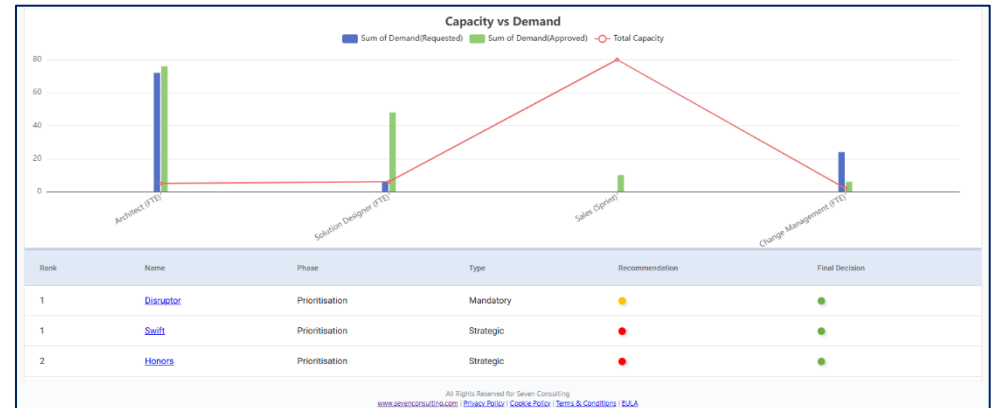 Capacity vs Demand
Sum of Demand(Requested) Sum of Demand(Approved) Total Capacity
80
60
40
20
0
Architect (FTE)
Solution Designer (FTE)
Sales (Sprint)
Change Management (FTE)
Rank Name Phase Type Recommendation Final Decision
1 Disruptor Prioritisation Mandatory
1 Swift Prioritisation Strategic
2 Honors Prioritisation Strategic
All Rights Reserved for Seven Consulting
www.sevenconsulting.com | Privacy Policy | Cookie Policy | Terms & Conditions | EULA